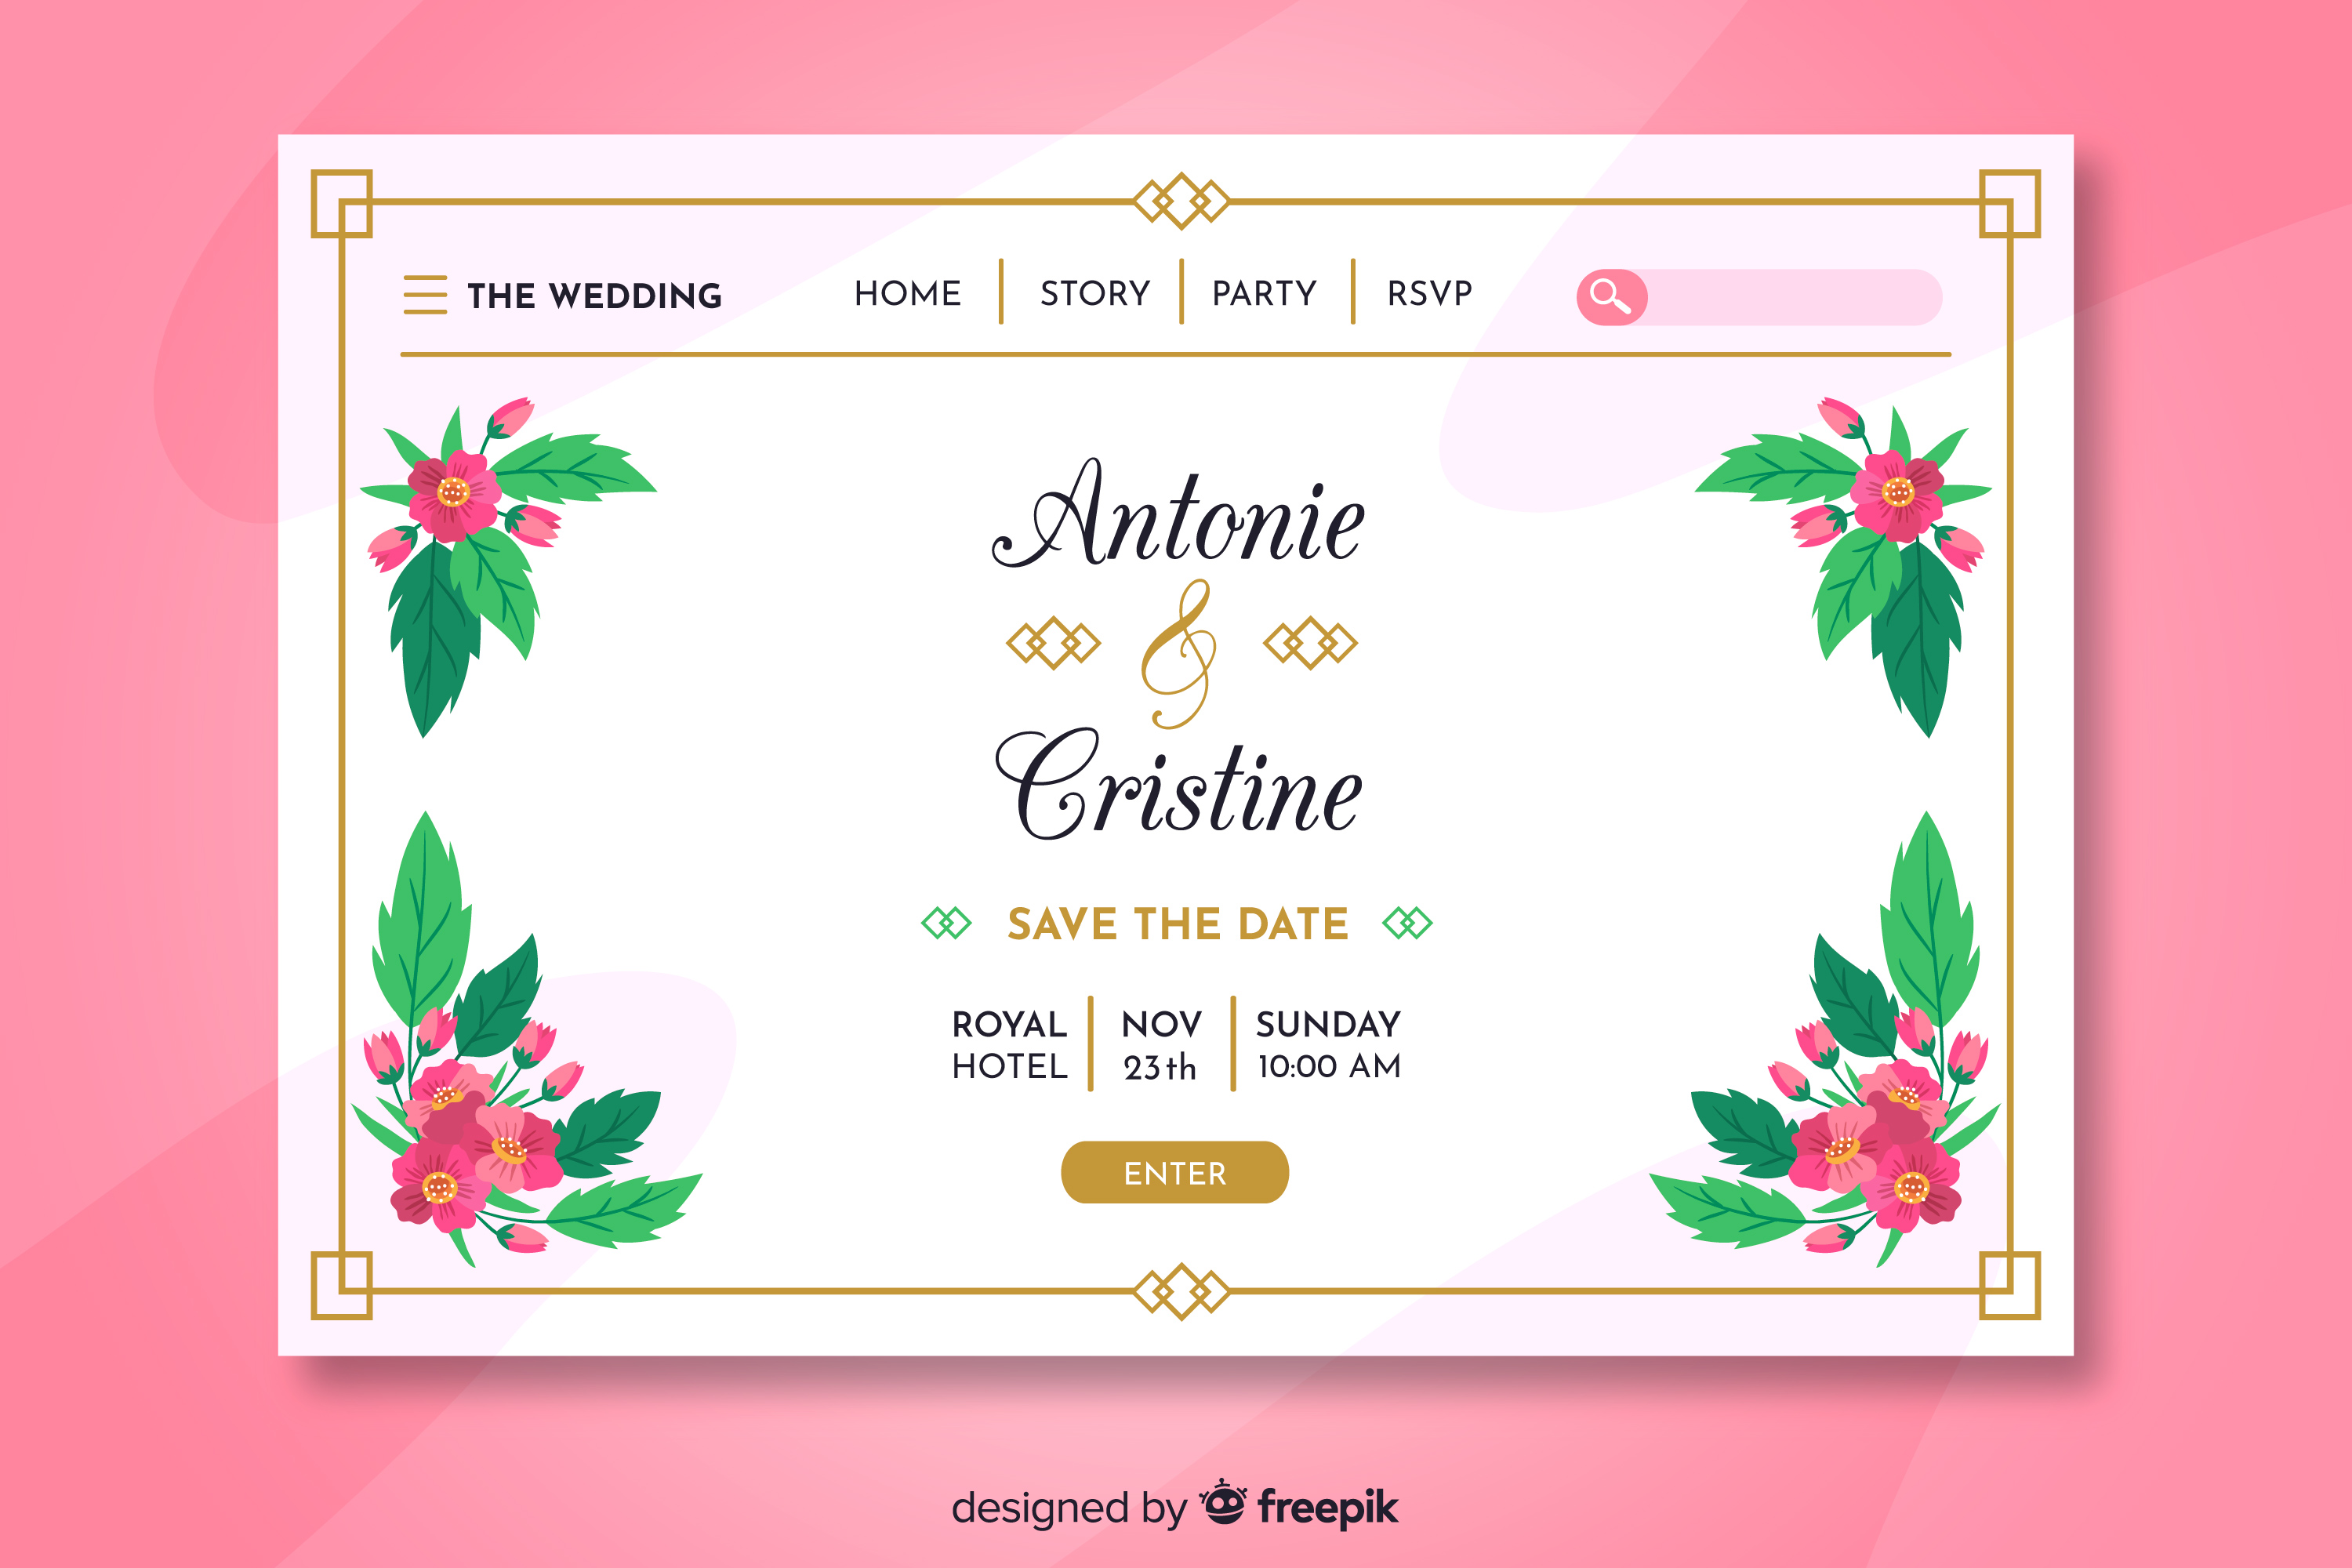 THE WEDDING
HOME STORY PARTY RSVP
Antonie
&
Cristine
SAVE THE DATE
ROYAL NOV SUNDAY
HOTEL 23th 10:00 AM
ENTER
designed by freepik